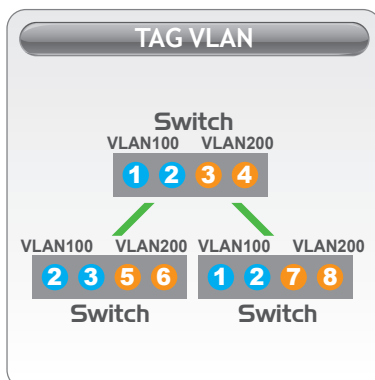 TAG VLAN
Switch
VLAN100 VLAN200
1 2 3 4
VLAN100 VLAN200 VLAN100 VLAN200
2 3 5 6 1 2 7 8
Switch Switch